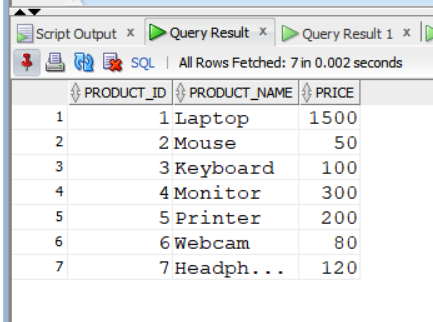 Script Output x Query Result x Query Result 1 x
SQL | All Rows Fetched: 7 in 0.002 seconds
PRODUCT_ID PRODUCT_NAME PRICE
1 1 Laptop 1500
2 2 Mouse 50
3 3 Keyboard 100
4 4 Monitor 300
5 5 Printer 200
6 6 Webcam 80
7 7 Headph... 120